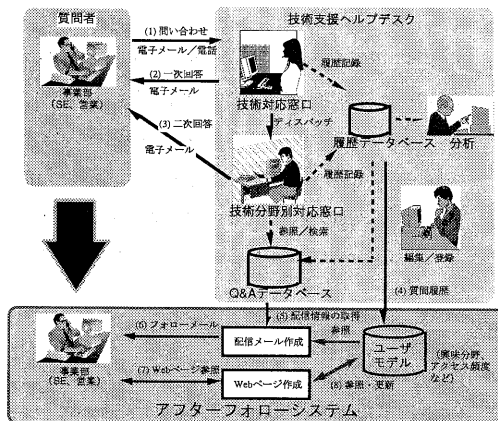 質問者
技術支援ヘルプデスク
(1) 問い合わせ
電子メール／電話
(2) 一次回答
電子メール
(3) 二次回答
電子メール
事業部
(SE、営業)
技術対応窓口
ディスパッチ
履歴記録
履歴データベース
分析
履歴記録
技術分野別対応窓口
参照／検索
編集／登録
Q&Aデータベース
(4) 質問履歴
(5) 配信情報の取得
(6) フォローメール
配信メール作成
参照
ユーザ
モデル
(興味分野、
アクセス頻度
など)
事業部
(SE、営業)
(7) Webページ参照
Webページ作成
(8) 参照・更新
アフターフォローシステム